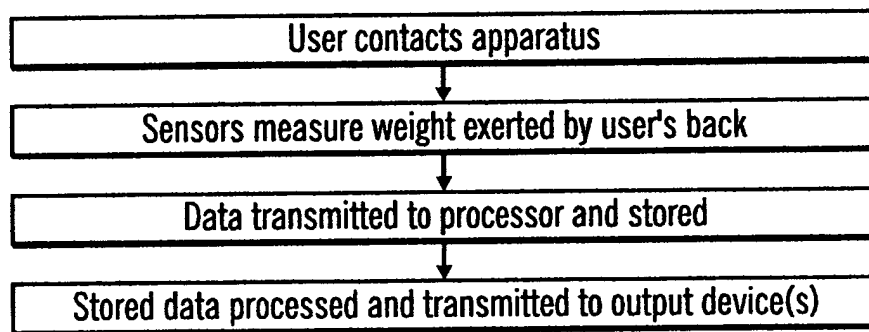 User contacts apparatus
Sensors measure weight exerted by user's back
Data transmitted to processor and stored
Stored data processed and transmitted to output device(s)